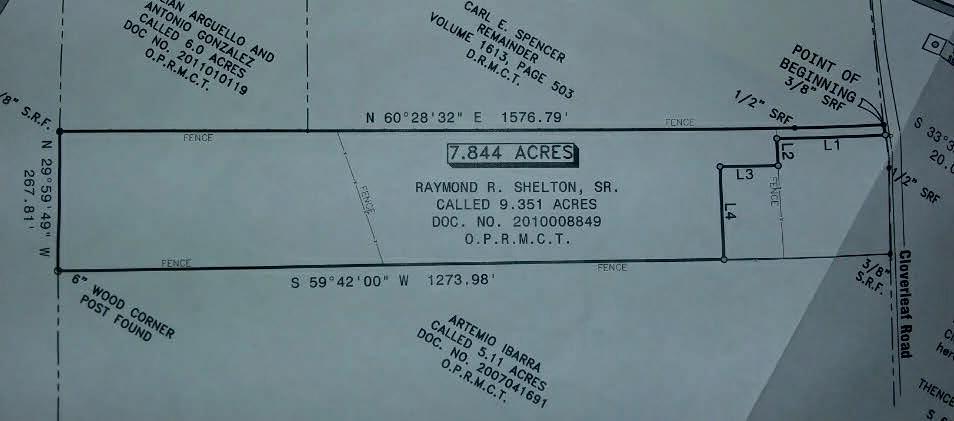 ARGUELLO AND
ANTONIO GONZALEZ
CALLED 6.0 ACRES
DOC NO. 2011010119
O.P.R.M.C.T.
CARL E. SPENCER
REMAINDER
VOLUME 1613, PAGE 503
D.R.M.C.T.
POINT OF
BEGINNING
3/8" SRF
1/2" SRF
/8" S.R.F.
N 60°28'32" E 1576.79'
FENCE
FENCE
L1
L2
L3
L4
FENCE
FENCE
7.844 ACRES
RAYMOND R. SHELTON, SR.
CALLED 9.351 ACRES
DOC. NO. 2010008849
O.P.R.M.C.T.
N 29°59'49" W
267.81'
S 33°3
20.
1/2" SRF
FENCE
FENCE
S 59°42'00" W 1273.98'
6" WOOD CORNER
POST FOUND
3/8"
S.R.F.
Cloverleaf Road
ARTEMIO IBARRA
CALLED 5.11 ACRES
DOC. NO. 2007041691
O.P.R.M.C.T.
her
THENCE
S